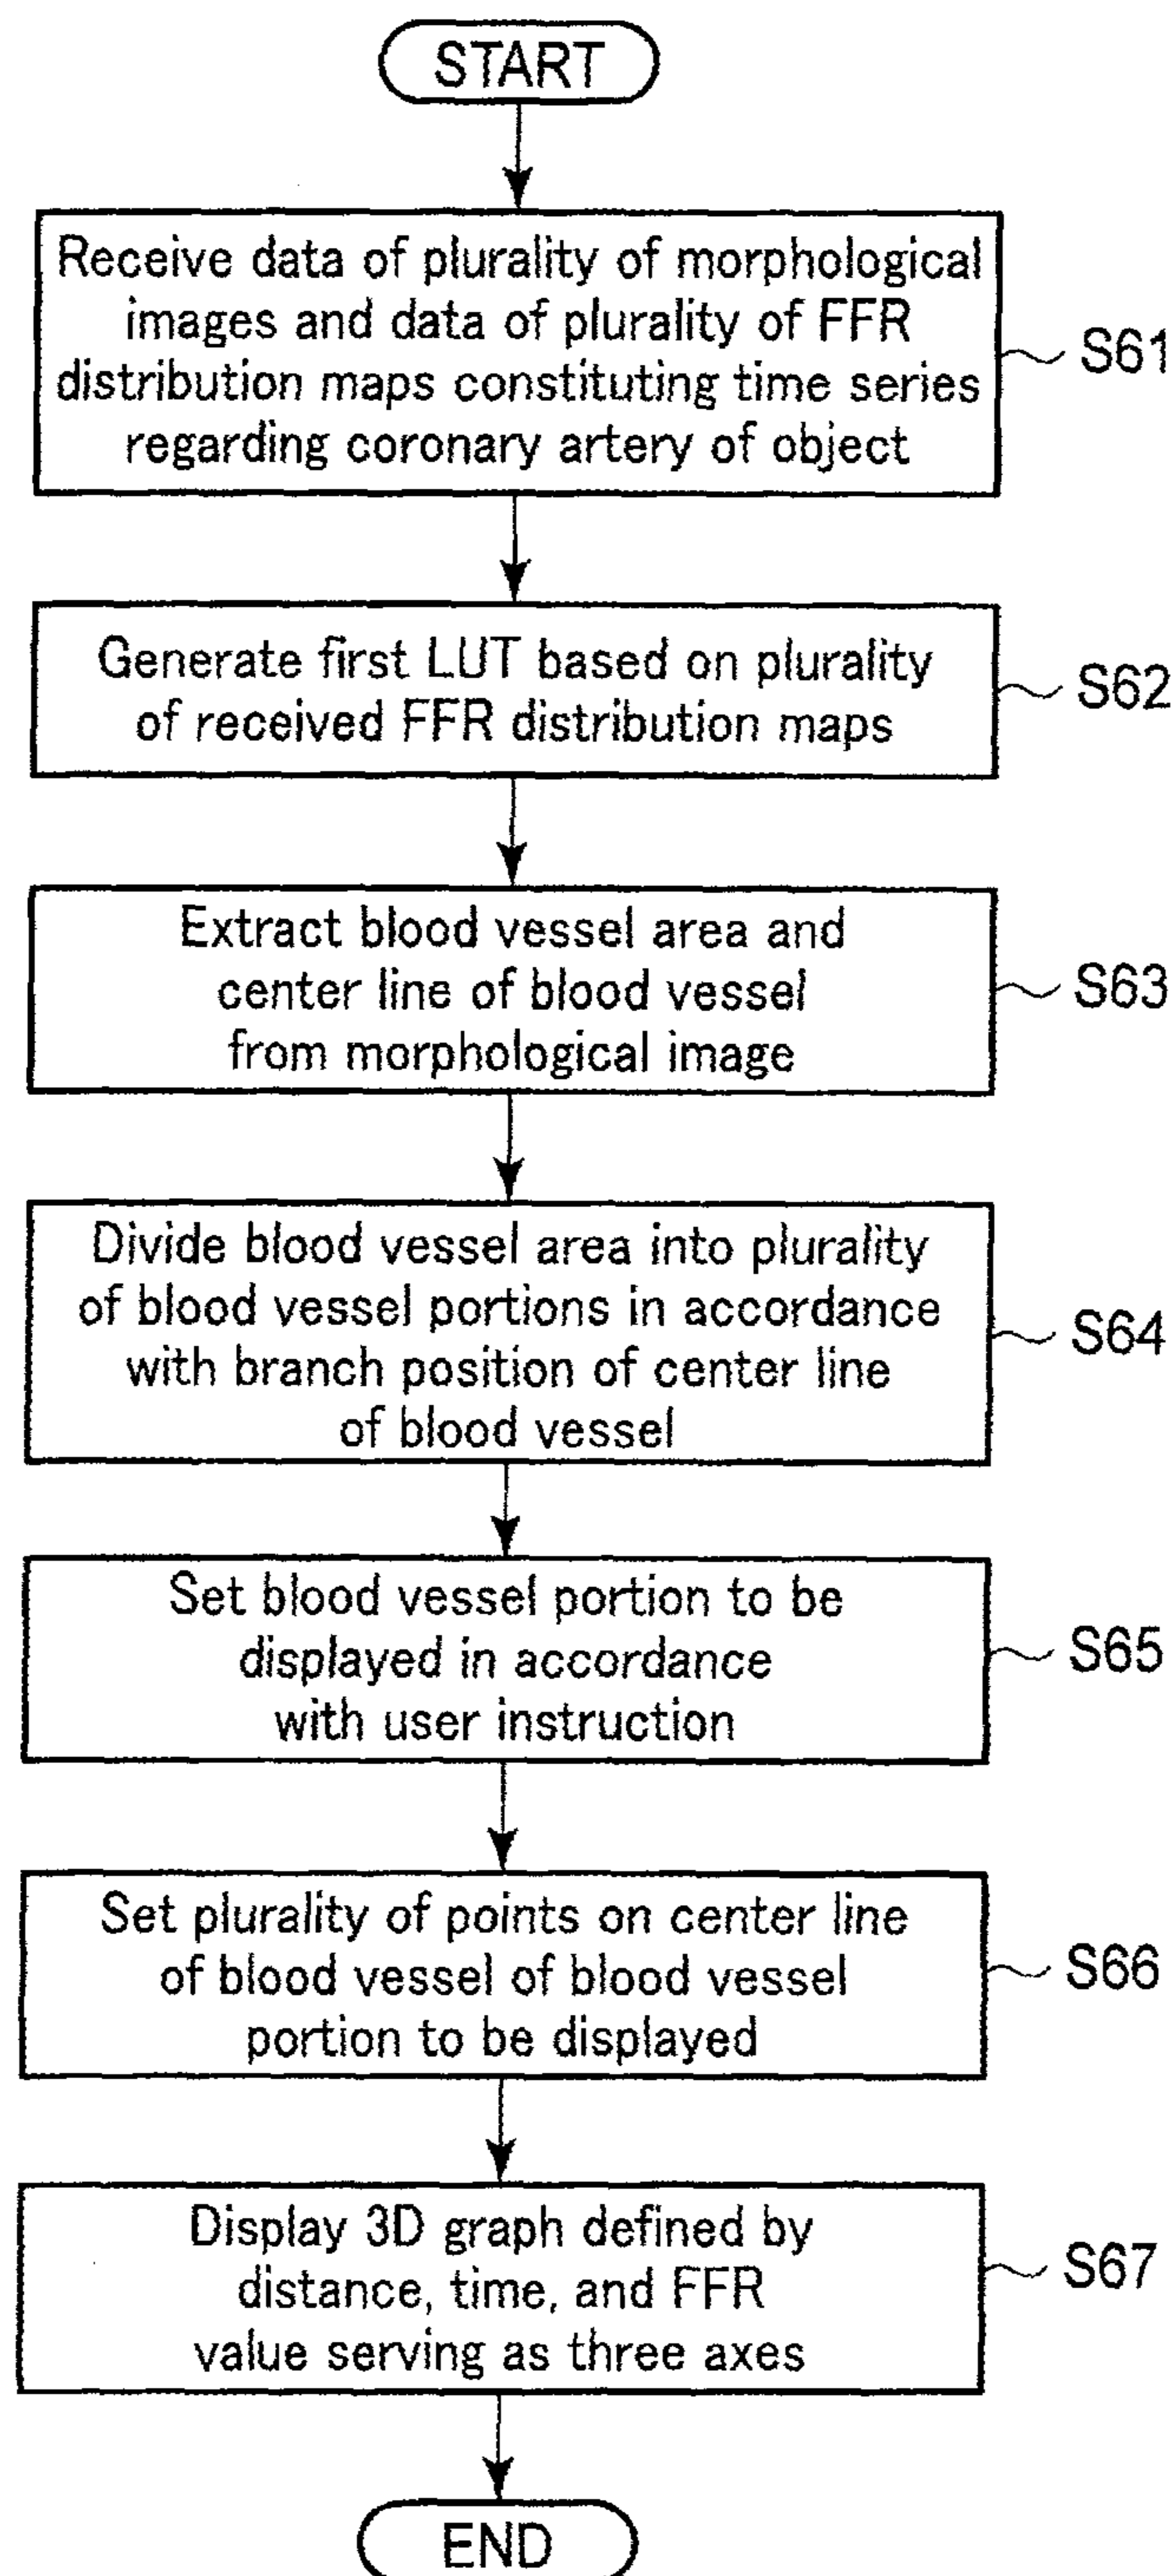 START
Receive data of plurality of morphological
images and data of plurality of FFR
distribution maps constituting time series
regarding coronary artery of object
S61
Generate first LUT based on plurality
of received FFR distribution maps
S62
Extract blood vessel area and
center line of blood vessel
from morphological image
S63
Divide blood vessel area into plurality
of blood vessel portions in accordance
with branch position of center line
of blood vessel
S64
Set blood vessel portion to be
displayed in accordance
with user instruction
S65
Set plurality of points on center line
of blood vessel of blood vessel
portion to be displayed
S66
Display 3D graph defined by
distance, time, and FFR
value serving as three axes
S67
END